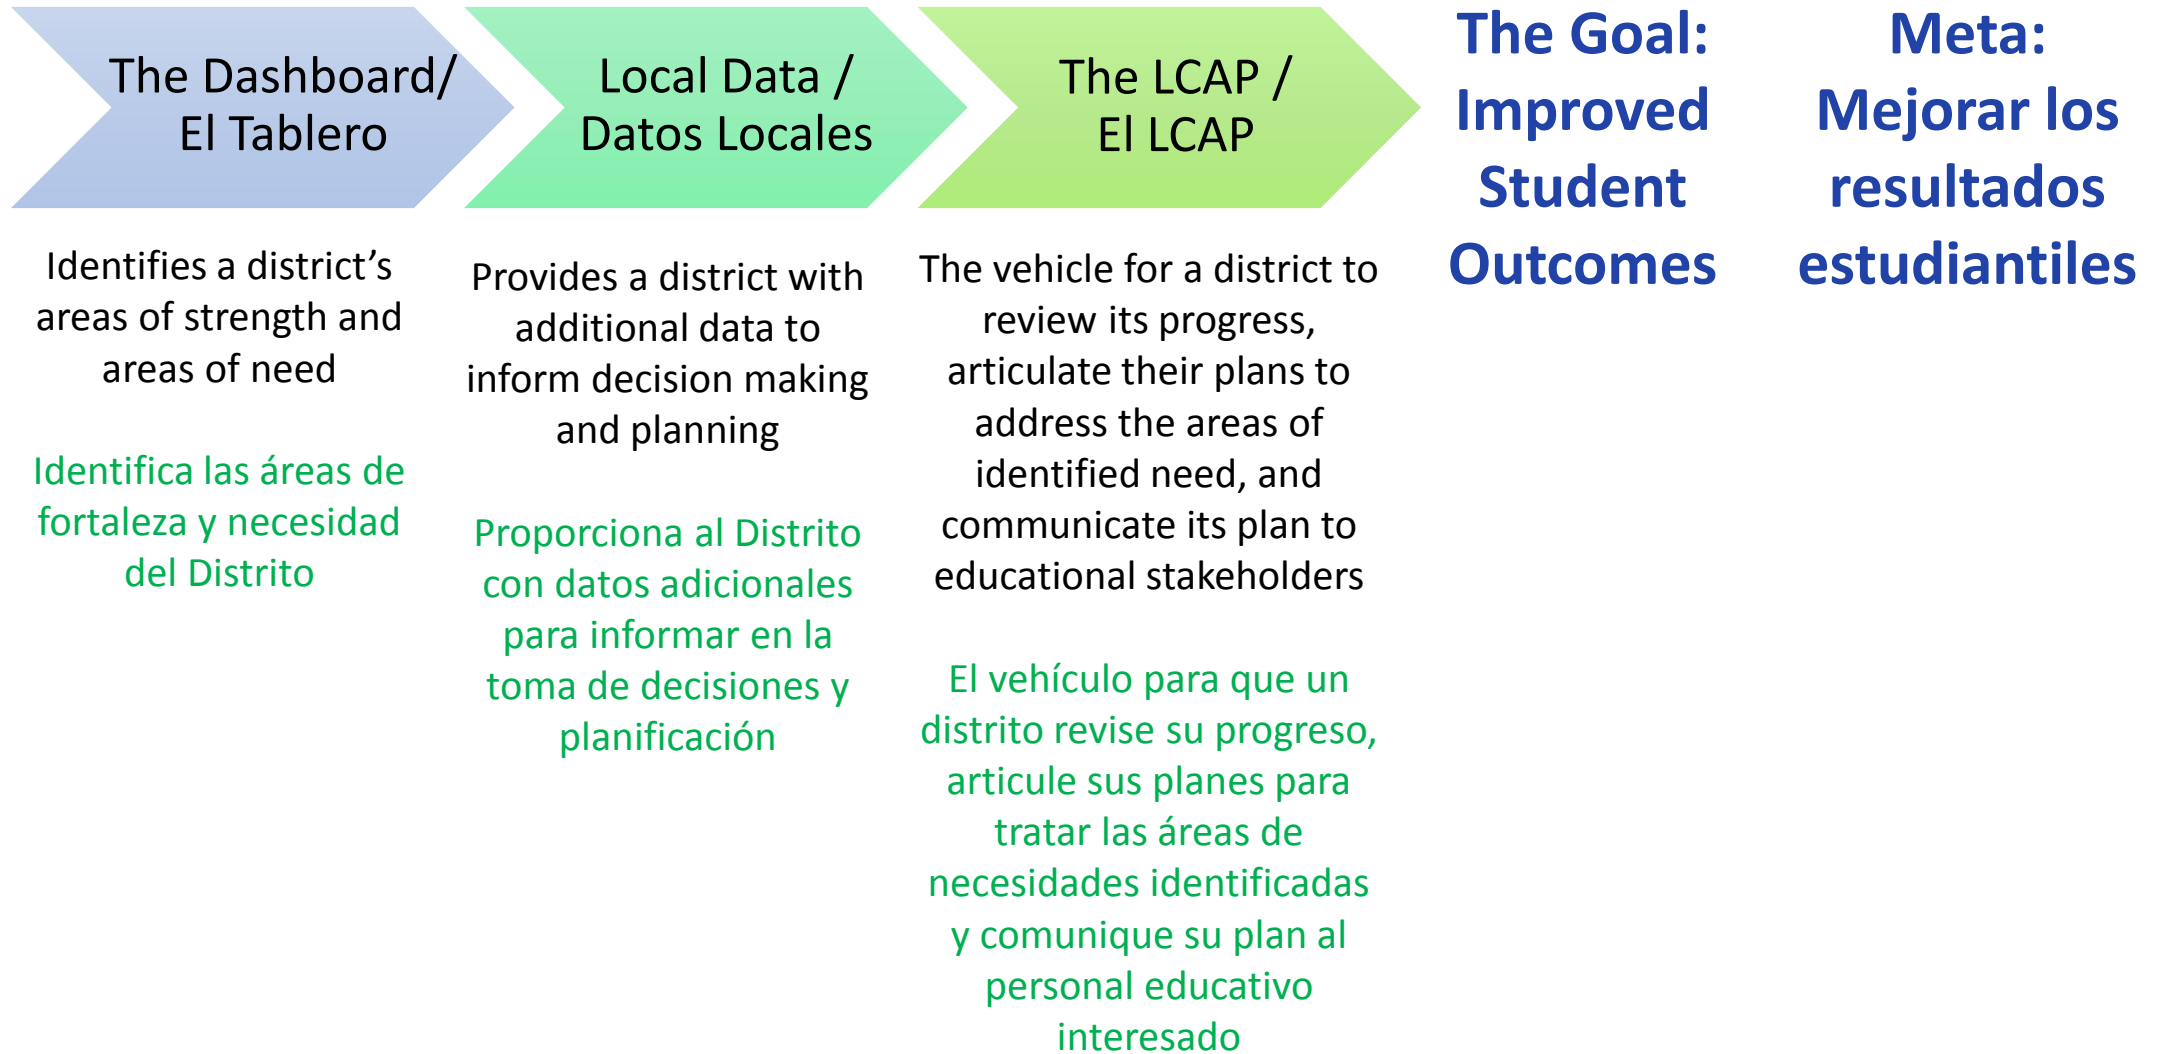 The Dashboard/
El Tablero
Identifies a district’s
areas of strength and
areas of need
Identifica las áreas de
fortaleza y necesidad
del Distrito
Local Data /
Datos Locales
Provides a district with
additional data to
inform decision making
and planning
Proporciona al Distrito
con datos adicionales
para informar en la
toma de decisiones y
planificación
The LCAP /
El LCAP
The vehicle for a district to
review its progress,
articulate their plans to
address the areas of
identified need, and
communicate its plan to
educational stakeholders
El vehículo para que un
distrito revise su progreso,
articule sus planes para
tratar las áreas de
necesidades identificadas
y comunique su plan al
personal educativo
interesado
The Goal:
Improved
Student
Outcomes
Meta:
Mejorar los
resultados
estudiantiles